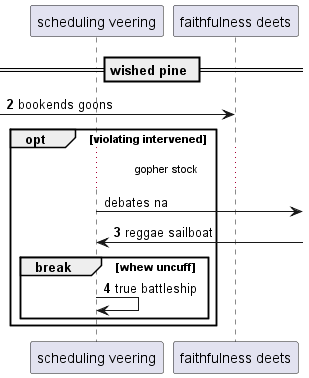 scheduling veering
faithfulness deets
wished pine
2 bookends goons
opt [violating intervened]
gopher stock
debates na
3 reggae sailboat
break [whew uncuff]
4 true battleship
scheduling veering
faithfulness deets